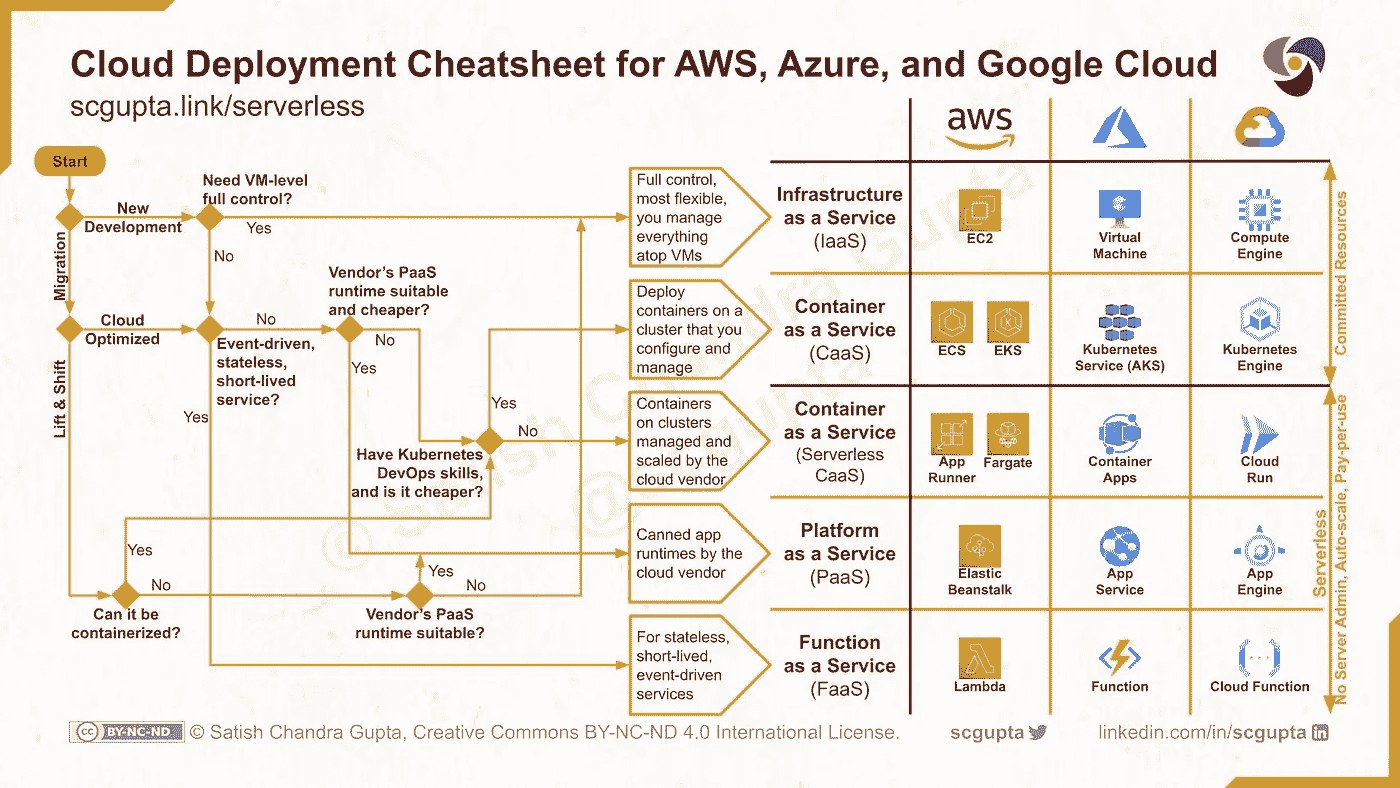 Cloud Deployment Cheatsheet for AWS, Azure, and Google Cloud
scgupta.link/serverless
aws
Start
New
Development
Migration
Need VM-level
full control?
Yes
No
Cloud
Optimized
Lift & Shift
Event-driven,
stateless,
short-lived
service?
No
Yes
Vendor's PaaS
runtime suitable
and cheaper?
No
Yes
Have Kubernetes
DevOps skills,
and is it cheaper?
Yes
No
Can it be
containerized?
Yes
No
Vendor's PaaS
runtime suitable?
Yes
No
Full control,
most flexible,
you manage
everything
atop VMs
Infrastructure
as a Service
(IaaS)
EC2
Virtual
Machine
Compute
Engine
Deploy
containers on a
cluster that you
configure and
manage
Container
as a Service
(CaaS)
ECS
EKS
Kubernetes
Service (AKS)
Kubernetes
Engine
Containers
on clusters
managed and
scaled by the
cloud vendor
Container
as a Service
(Serverless
CaaS)
App
Runner
Fargate
Container
Apps
Cloud
Run
Canned app
runtimes by the
cloud vendor
Platform
as a Service
(PaaS)
Elastic
Beanstalk
App
Service
App
Engine
For stateless,
short-lived,
event-driven
services
Function
as a Service
(FaaS)
Lambda
Function
Cloud Function
Committed Resources
Serverless
No Server Admin, Auto-scale, Pay-per-use
© Satish Chandra Gupta
@scgupta
cc BY-NC-ND © Satish Chandra Gupta, Creative Commons BY-NC-ND 4.0 International License.
scgupta
linkedin.com/in/scgupta in